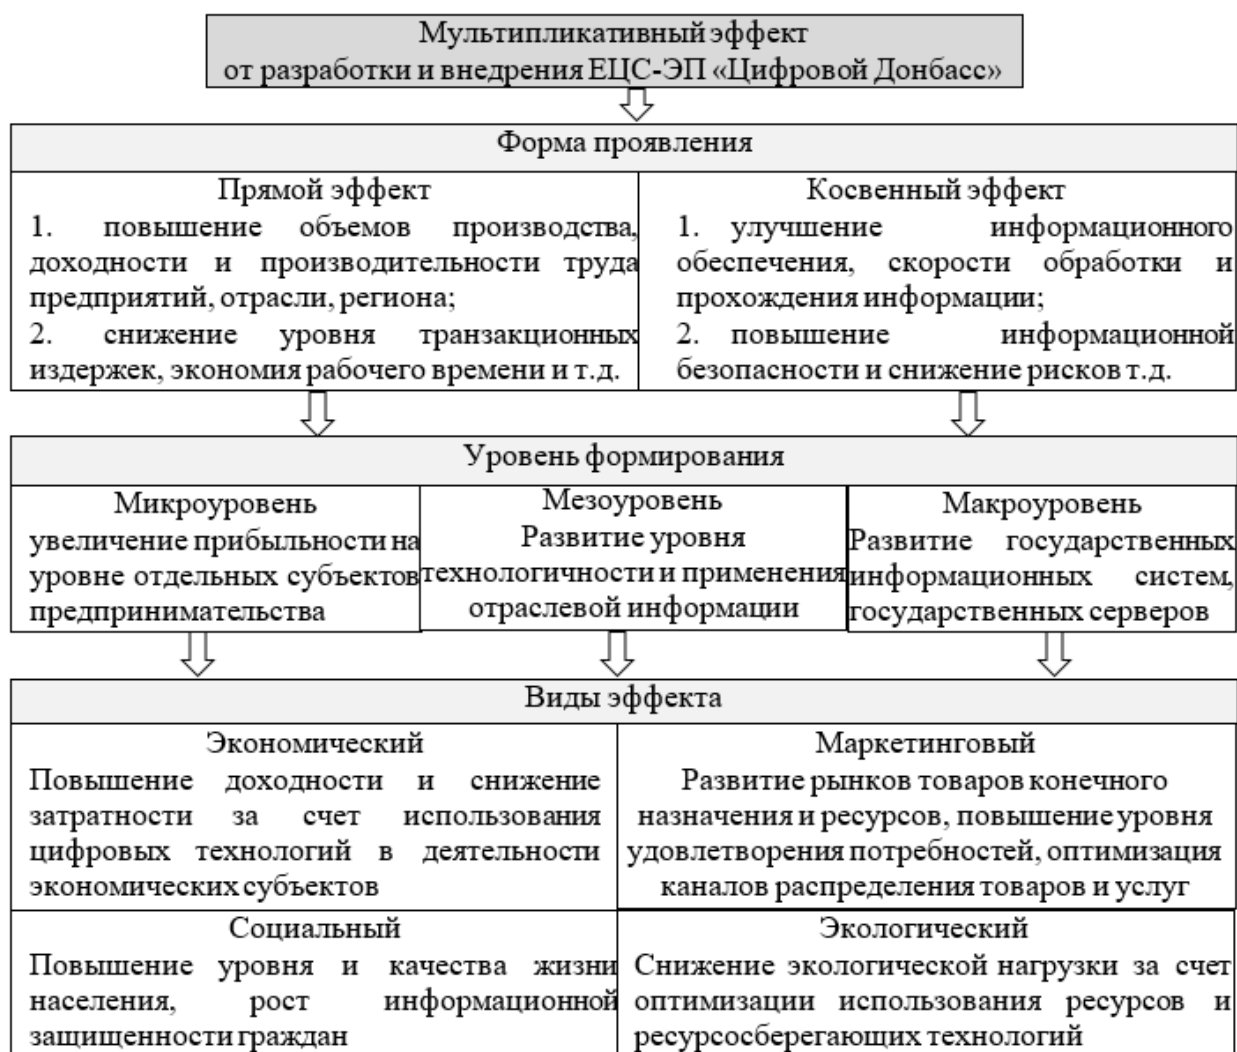 Мультипликативный эффект
от разработки и внедрения ЕЦС-ЭП «Цифровой Донбасс»
Форма проявления
Прямой эффект
1. повышение объемов производства,
доходности и производительности труда
предприятий, отрасли, региона;
2. снижение уровня транзакционных
издержек, экономия рабочего времени и т.д.
Косвенный эффект
1. улучшение информационного
обеспечения, скорости обработки и
прохождения информации;
2. повышение информационной
безопасности и снижение рисков т.д.
Уровень формирования
Микроуровень
увеличение прибыльности на
уровне отдельных субъектов
предпринимательства
Мезоуровень
Развитие уровня
технологичности и применения
отраслевой информации
Макроуровень
Развитие государственных
информационных систем,
государственных серверов
Виды эффекта
Экономический
Повышение доходности и снижение
затратности за счет использования
цифровых технологий в деятельности
экономических субъектов
Маркетинговый
Развитие рынков товаров конечного
назначения и ресурсов, повышение уровня
удовлетворения потребностей, оптимизация
каналов распределения товаров и услуг
Социальный
Повышение уровня и качества жизни
населения, рост информационной
защищенности граждан
Экологический
Снижение экологической нагрузки за счет
оптимизации использования ресурсов и
ресурсосберегающих технологий